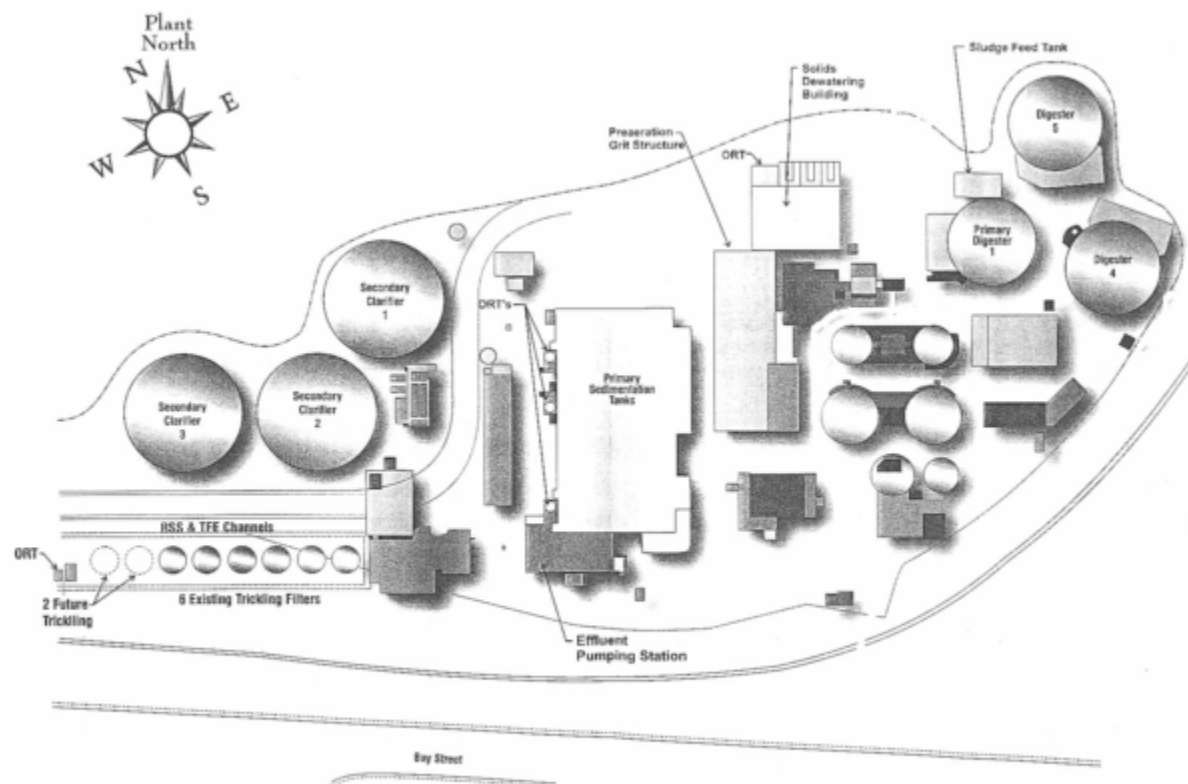 Plant
North
N
E
W
S
Sludge Feed Tank
Solids
Dewatering
Building
Digester
5
Preaeration
Grit Structure
ORT
Primary
Digester
1
Digester
4
Secondary
Clarifier
1
ORT's
Primary
Sedimentation
Tanks
Secondary
Clarifier
3
Secondary
Clarifier
2
RSS & TFE Channels
ORT
2 Future
Trickling
6 Existing Trickling Filters
Effluent
Pumping Station
Bay Street